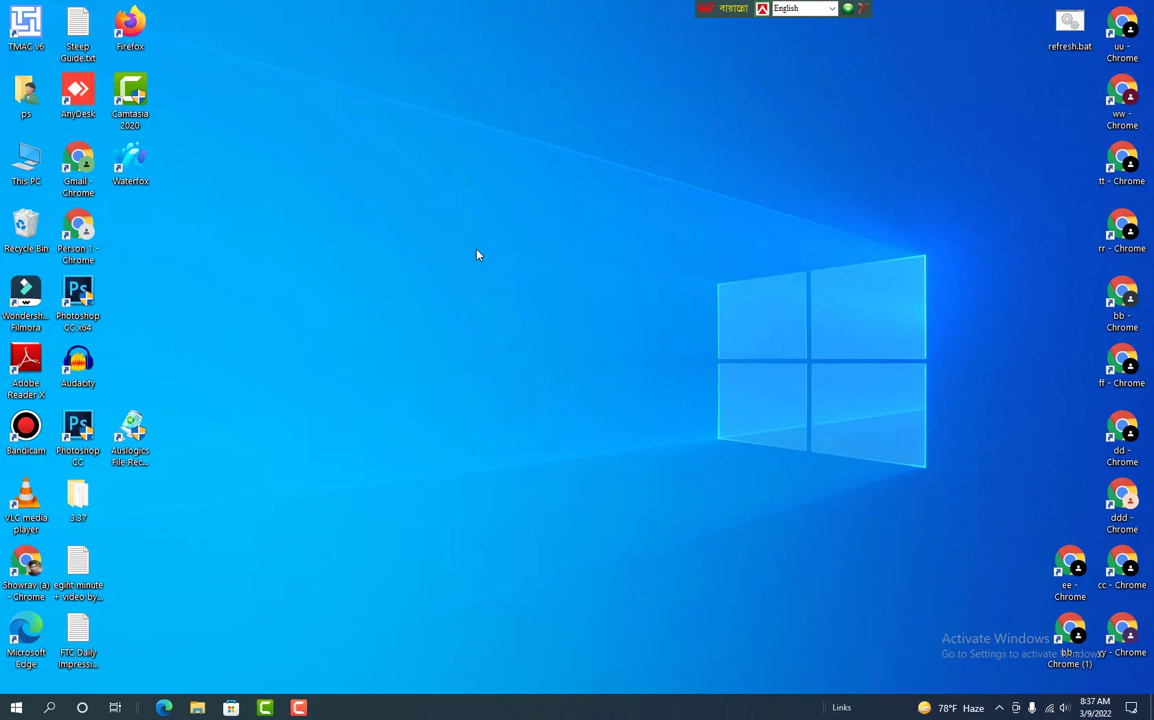 বায়ান্নো
English
TMAC v6
Steep
Guide.txt
Firefox
ps
AnyDesk
Camtasia
2020
This PC
Gmail -
Chrome
Waterfox
Recycle Bin
Person 1 -
Chrome
Wondersh...
Filmora
Photoshop
CC x64
Adobe
Reader X
Audacity
Bandicam
Photoshop
CC
Auslogics
File Rec...
VLC media
player
3.37
Showrav (a)
- Chrome
egiht minute
+ video by...
Microsoft
Edge
FTC Daily
Impressi...
refresh.bat
uu -
Chrome
ww -
Chrome
tt - Chrome
rr - Chrome
bb -
Chrome
ff - Chrome
dd -
Chrome
ddd -
Chrome
ee -
Chrome
cc - Chrome
bb -
Chrome (1)
yy - Chrome
Activate Windows
Go to Settings to activate Windows.
Links
78°F Haze
8:37 AM
3/9/2022